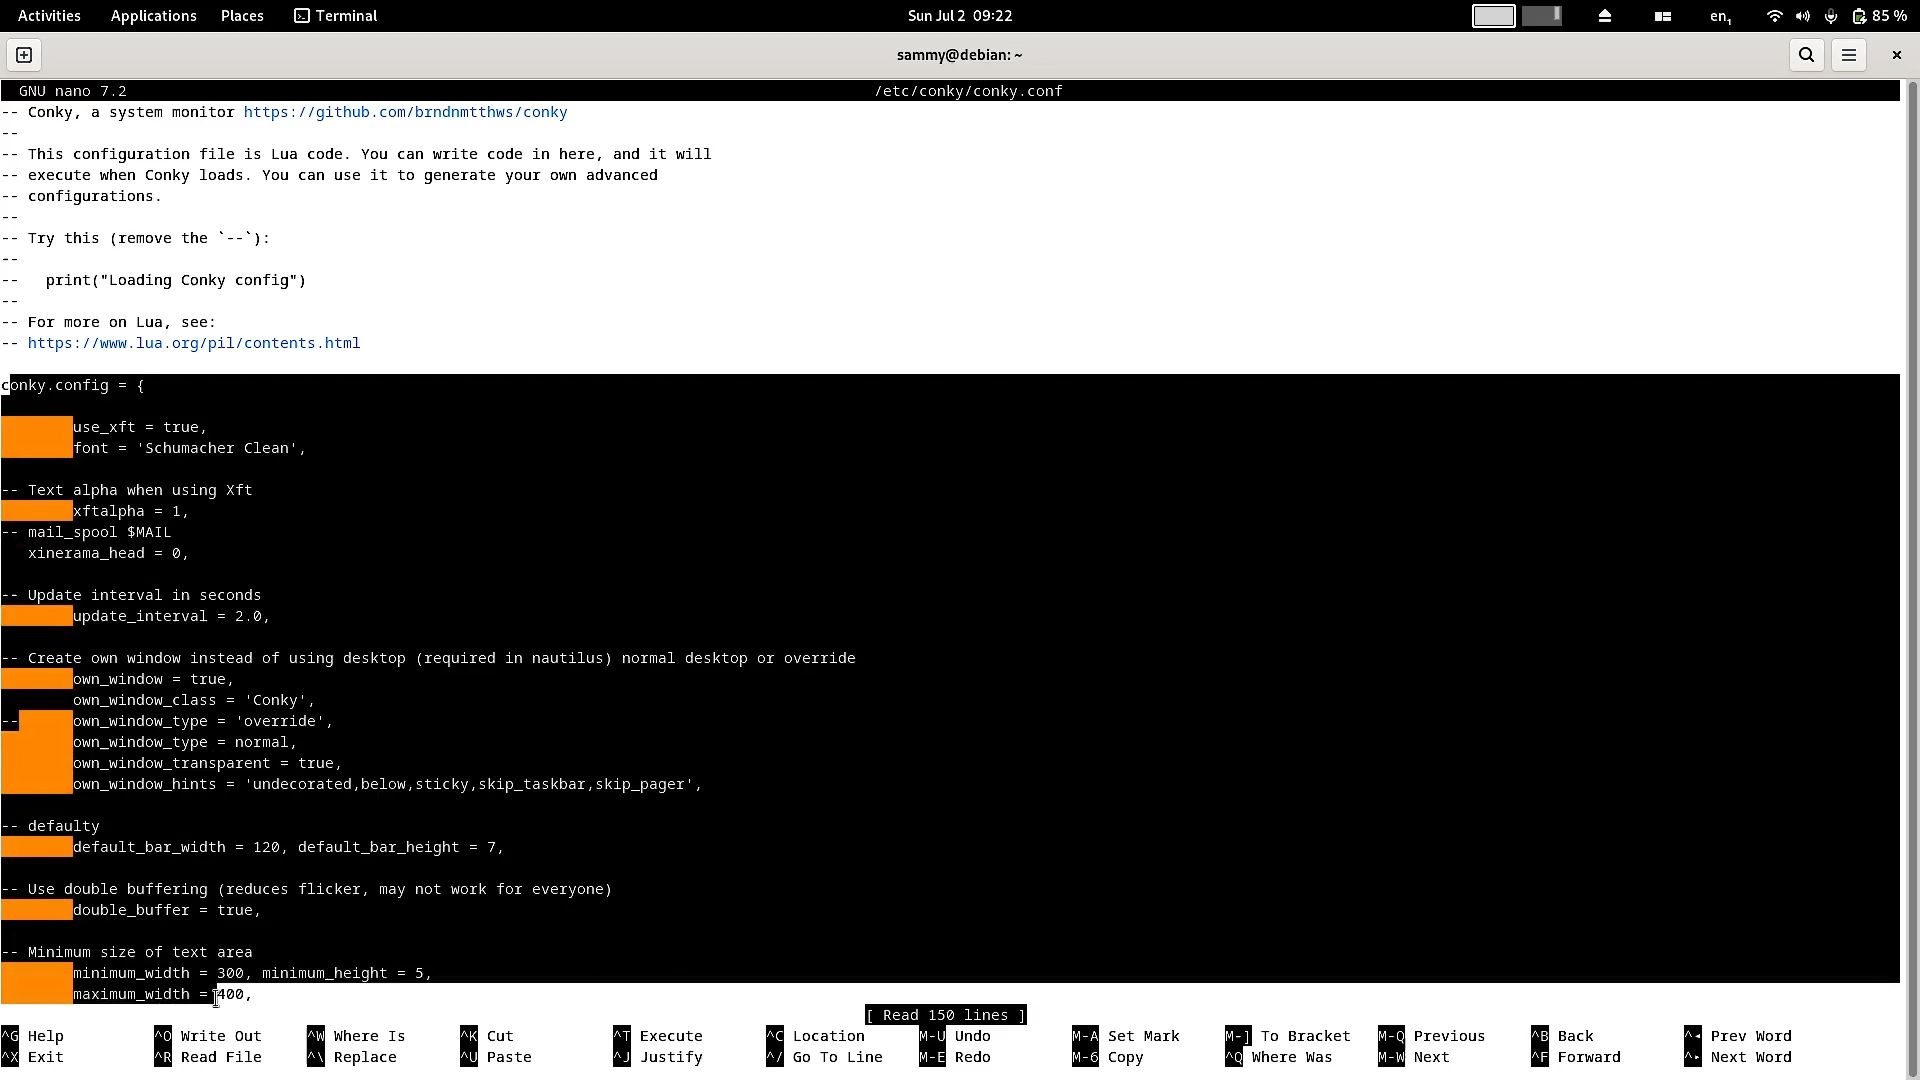 Activities Applications Places Terminal Sun Jul 2 09:22 en1 85 %
sammy@debian: ~
GNU nano 7.2 /etc/conky/conky.conf
-- Conky, a system monitor https://github.com/brndnmtthws/conky
--
-- This configuration file is Lua code. You can write code in here, and it will
-- execute when Conky loads. You can use it to generate your own advanced
-- configurations.
--
-- Try this (remove the `--`):
--
--   print("Loading Conky config")
--
-- For more on Lua, see:
-- https://www.lua.org/pil/contents.html
conky.config = {
        use_xft = true,
        font = 'Schumacher Clean',
-- Text alpha when using Xft
        xftalpha = 1,
-- mail_spool $MAIL
   xinerama_head = 0,
-- Update interval in seconds
        update_interval = 2.0,
-- Create own window instead of using desktop (required in nautilus) normal desktop or override
        own_window = true,
        own_window_class = 'Conky',
--      own_window_type = 'override',
        own_window_type = normal,
        own_window_transparent = true,
        own_window_hints = 'undecorated,below,sticky,skip_taskbar,skip_pager',
-- defaulty
        default_bar_width = 120, default_bar_height = 7,
-- Use double buffering (reduces flicker, may not work for everyone)
        double_buffer = true,
-- Minimum size of text area
        minimum_width = 300, minimum_height = 5,
        maximum_width = 400,
[ Read 150 lines ]
^G Help ^O Write Out ^W Where Is ^K Cut ^T Execute ^C Location M-U Undo M-A Set Mark M-] To Bracket M-Q Previous ^B Back ^◂ Prev Word
^X Exit ^R Read File ^\ Replace ^U Paste ^J Justify ^/ Go To Line M-E Redo M-6 Copy ^Q Where Was M-W Next ^F Forward ^▸ Next Word